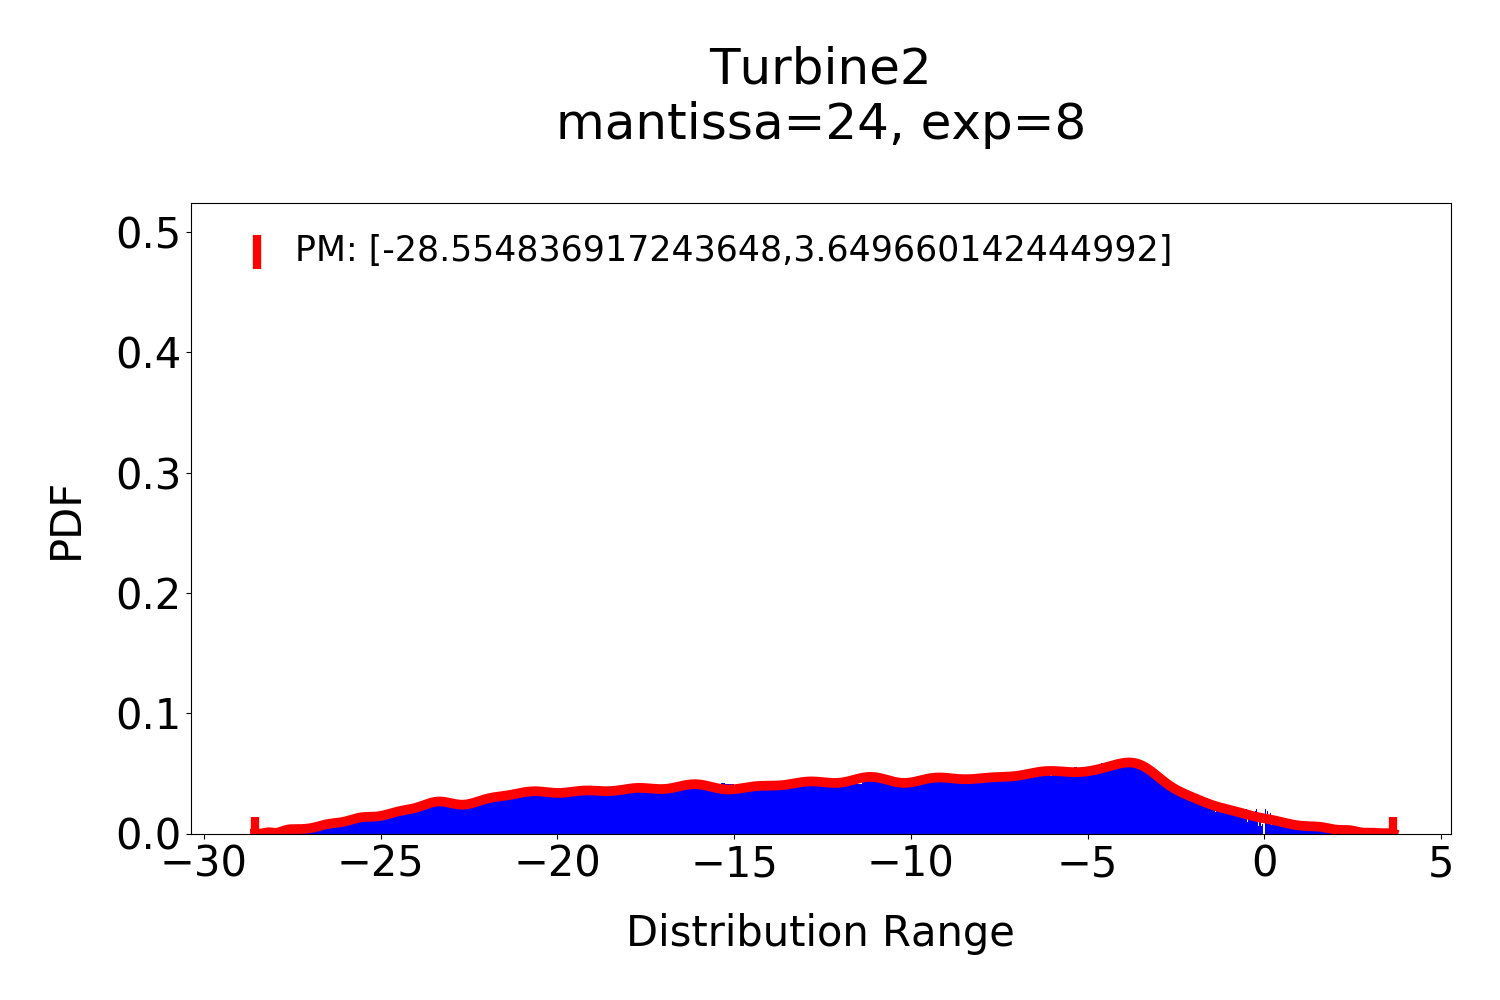 Turbine2
mantissa=24, exp=8
PM: [-28.554836917243648,3.649660142444992]
0.5
0.4
0.3
0.2
0.1
0.0
PDF
−30 −25 −20 −15 −10 −5 0 5
Distribution Range